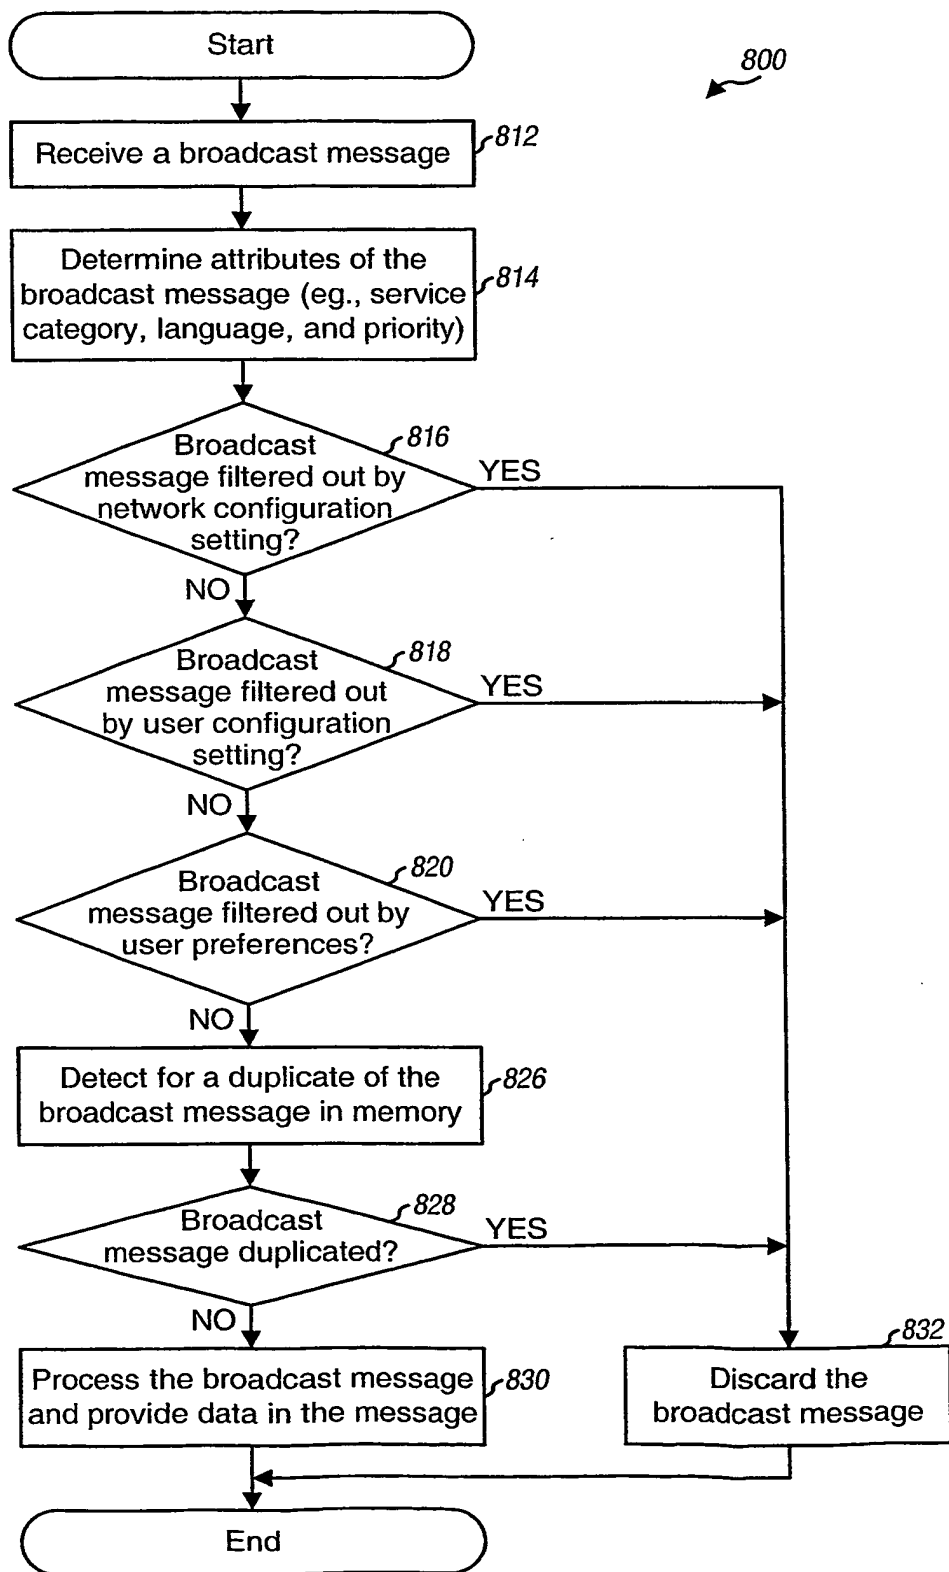 Start
800
Receive a broadcast message
812
Determine attributes of the
broadcast message (eg., service
category, language, and priority)
814
Broadcast
message filtered out by
network configuration
setting?
816
YES
NO
Broadcast
message filtered out
by user configuration
setting?
818
YES
NO
Broadcast
message filtered out by
user preferences?
820
YES
NO
Detect for a duplicate of the
broadcast message in memory
826
Broadcast
message duplicated?
828
YES
NO
Process the broadcast message
and provide data in the message
830
Discard the
broadcast message
832
End